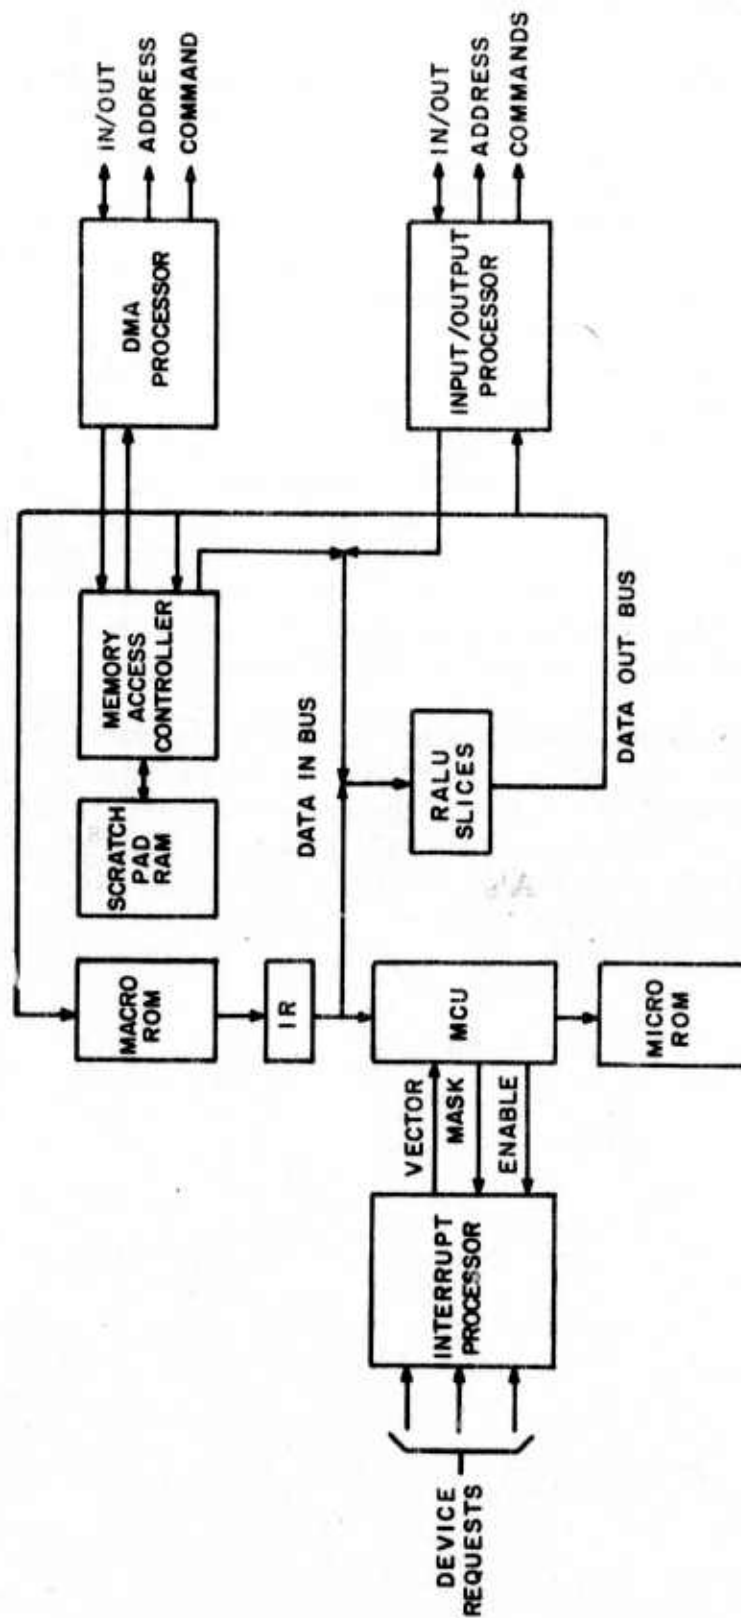 IN/OUT
ADDRESS
COMMAND
DMA
PROCESSOR
IN/OUT
ADDRESS
COMMANDS
INPUT/OUTPUT
PROCESSOR
MEMORY
ACCESS
CONTROLLER
SCRATCH
PAD
RAM
DATA IN BUS
RALU
SLICES
DATA OUT BUS
MACRO
ROM
IR
MCU
MICRO
ROM
VECTOR
MASK
ENABLE
INTERRUPT
PROCESSOR
DEVICE
REQUESTS